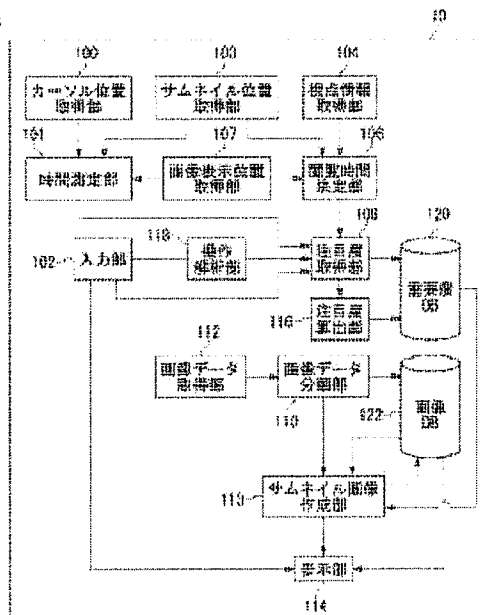 10
100
103
104
カーソル位置
取得部
サムネイル位置
取得部
視点情報
取得部
101
107
106
時間測定部
画像表示位置
取得部
閲覧時間
測定部
118
108
120
102
入力部
操作
解析部
注目度
取得部
重要度
DB
116
注目度
算出部
112
画像データ
取得部
画像データ
分割部
110
122
画像
DB
サムネイル画像
作成部
表示部
114